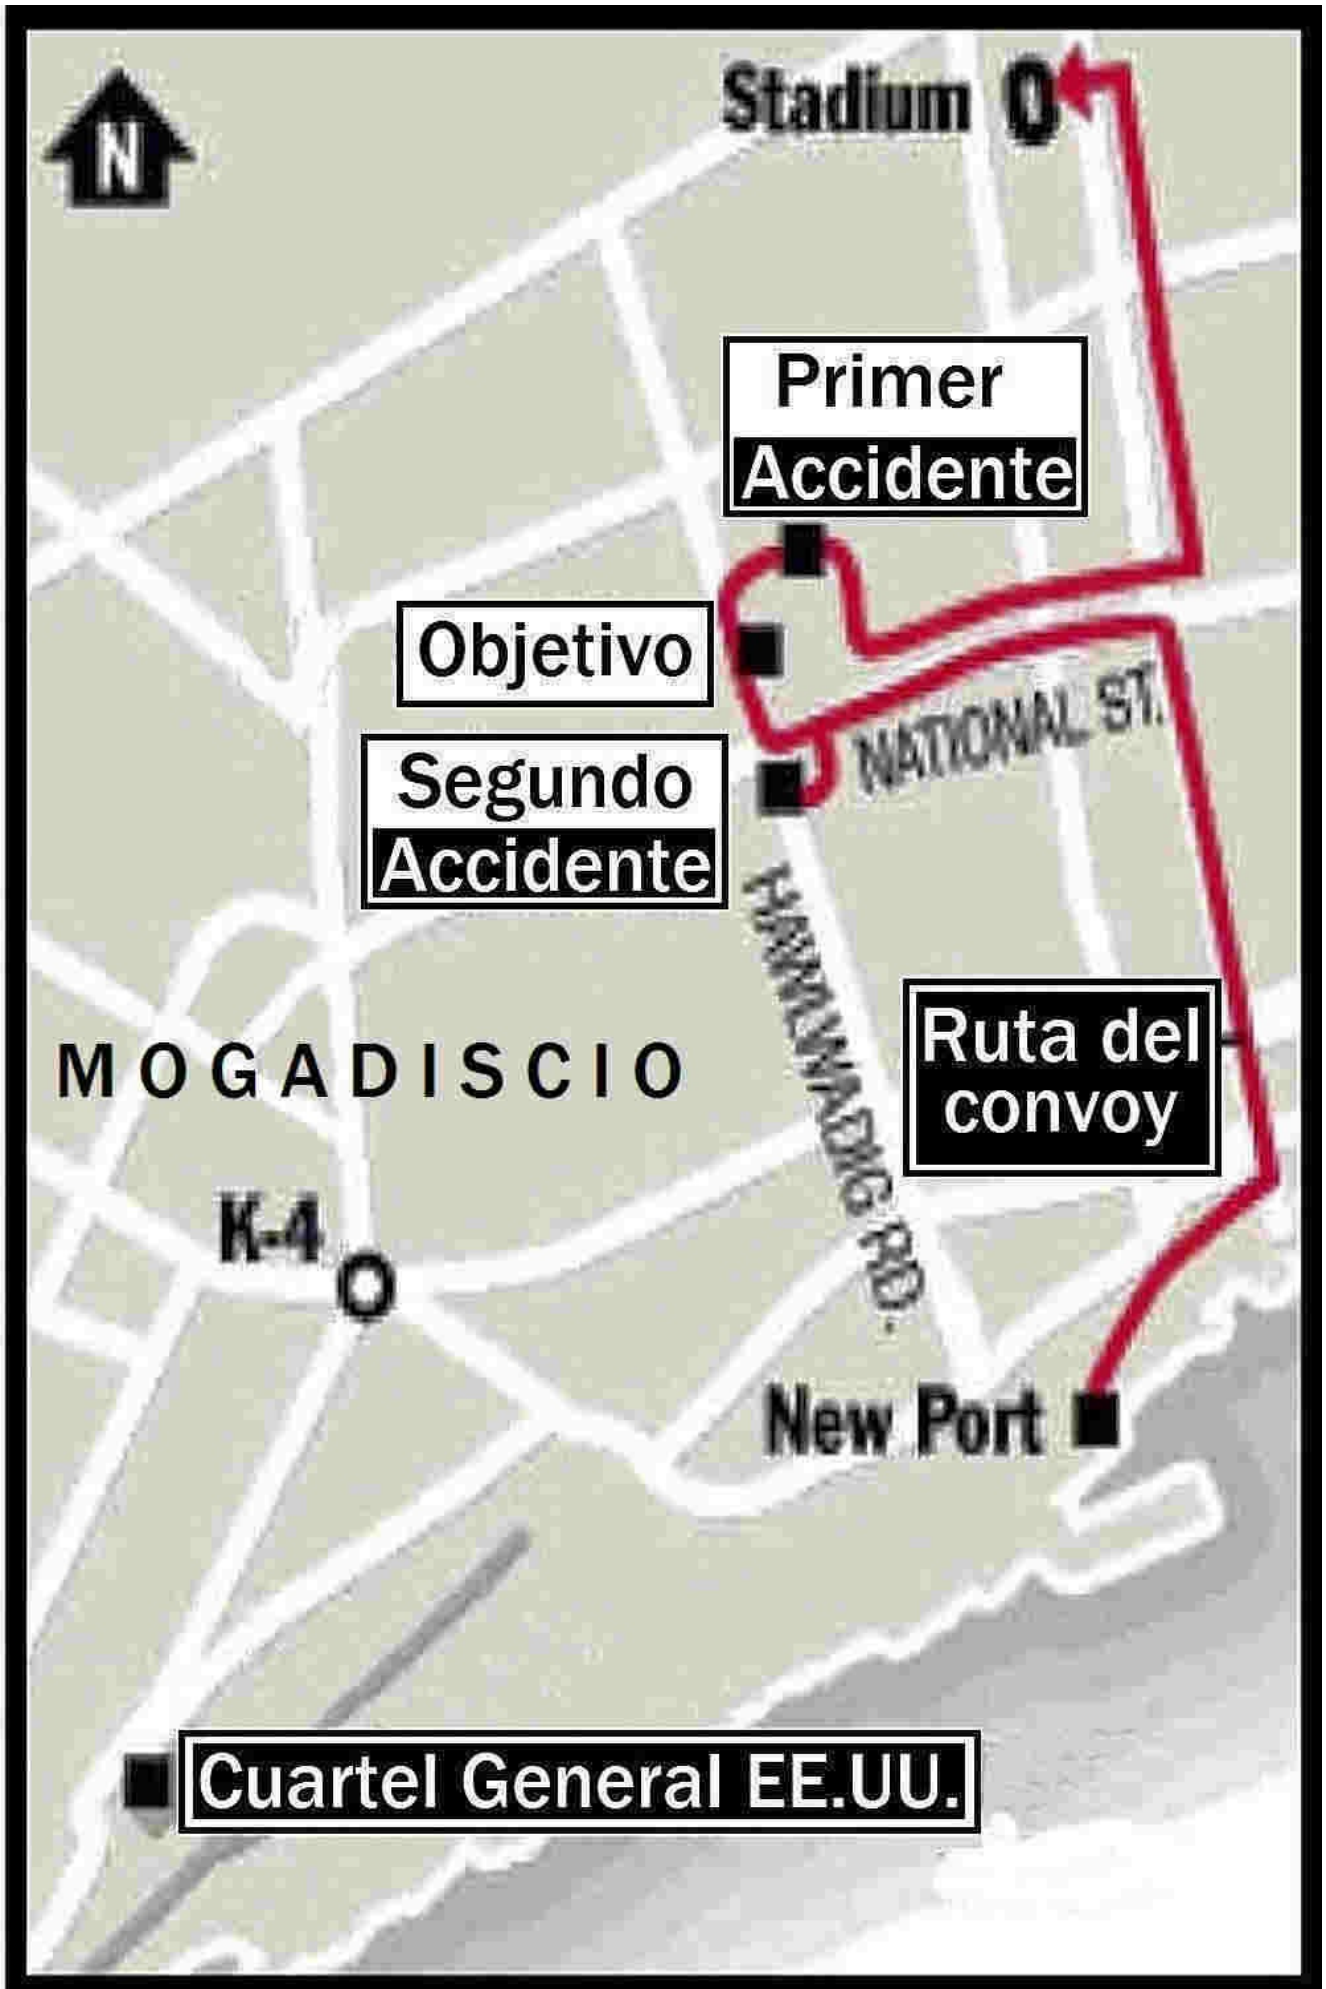 N
Stadium
Primer
Accidente
Objetivo
Segundo
Accidente
NATIONAL ST.
HAWLWADIG RD.
Ruta del
convoy
MOGADISCIO
K-4
New Port
Cuartel General EE.UU.